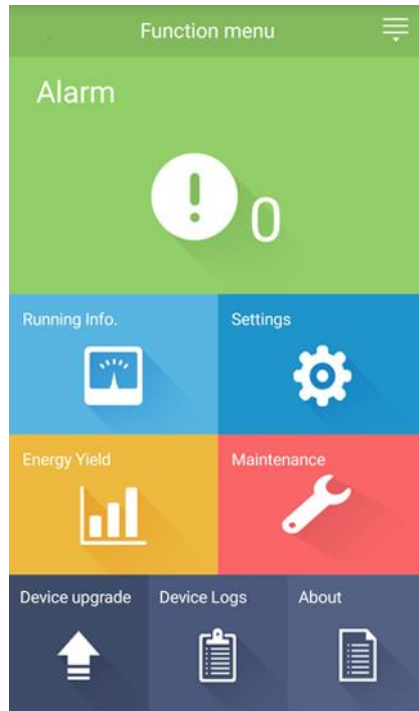 Function menu
Alarm
0
Running Info.
Settings
Energy Yield
Maintenance
Device upgrade
Device Logs
About